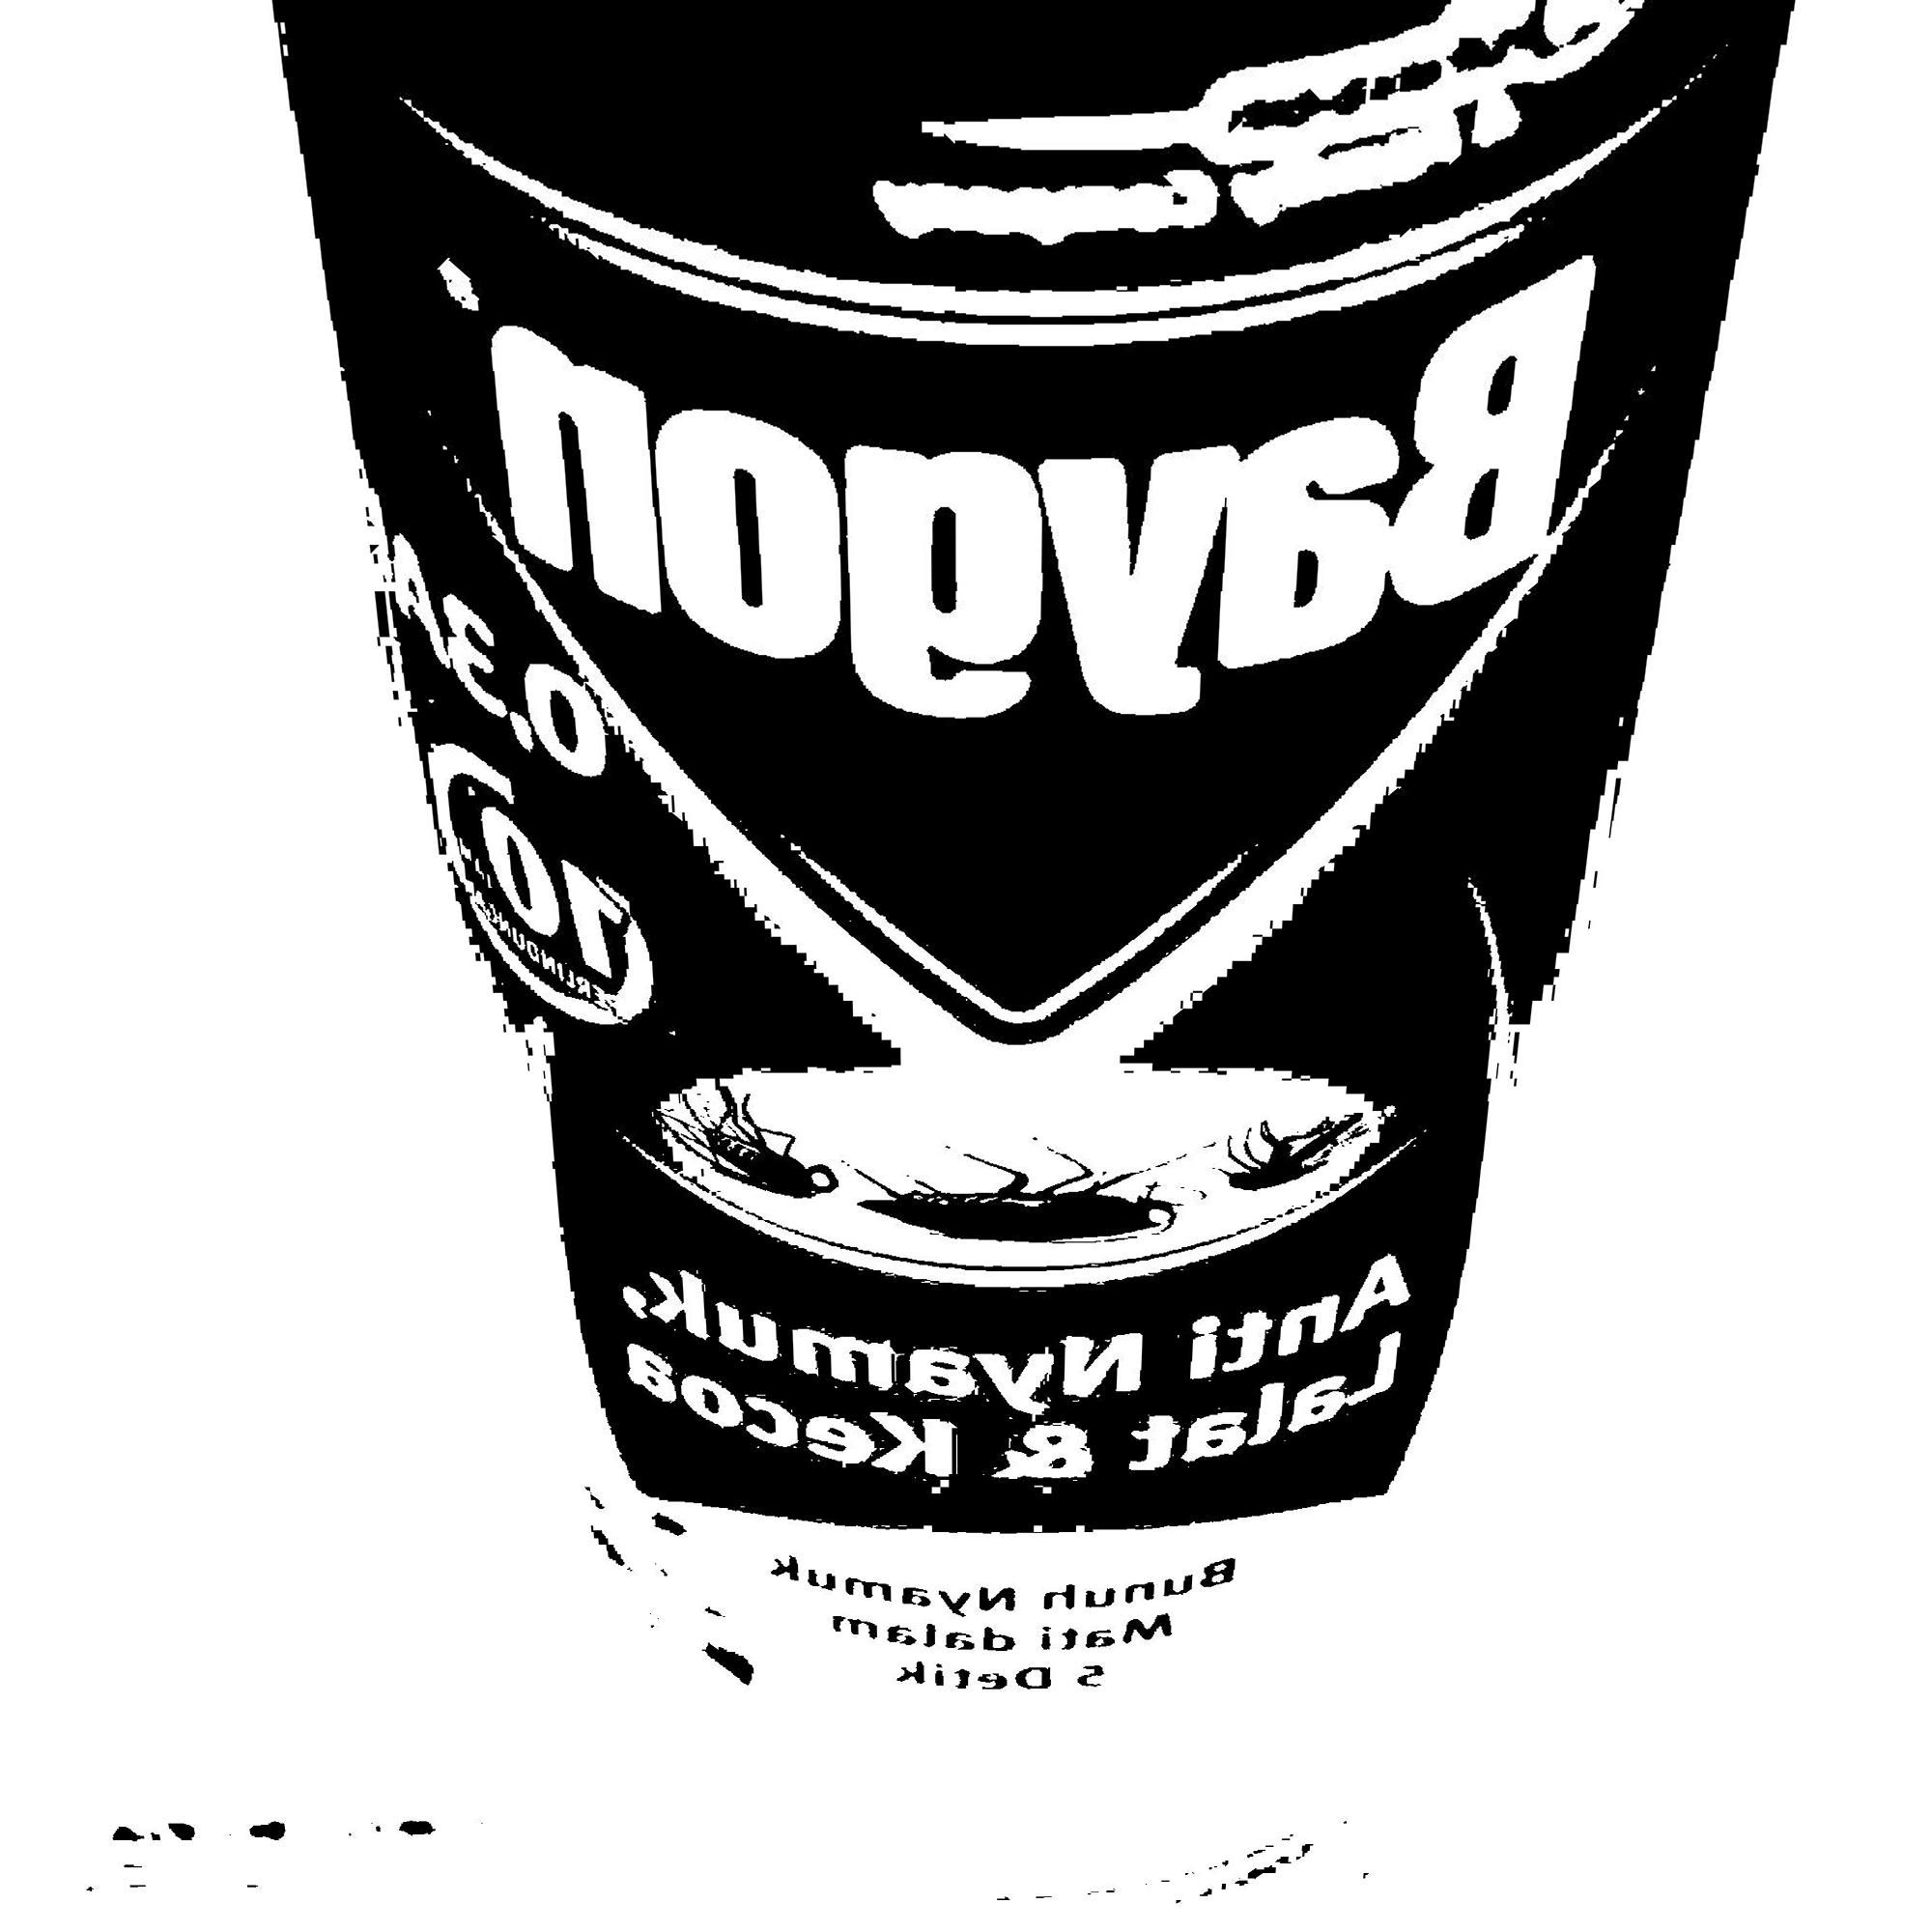 Baygon
Anti Nyamuk,
Lalat & Kecoa
Bunuh Nyamuk
Mati dalam
5 Detik